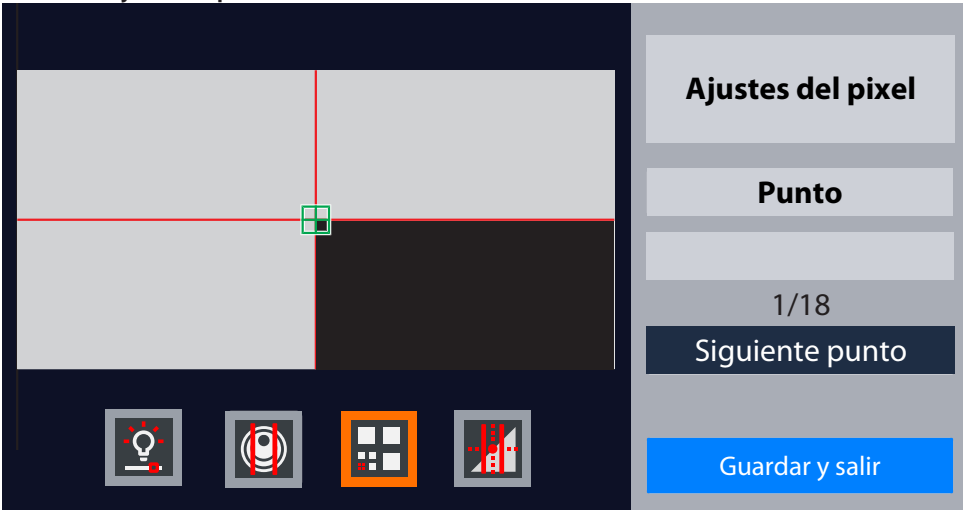 Ajustes del pixel
Punto
1/18
Siguiente punto
Guardar y salir